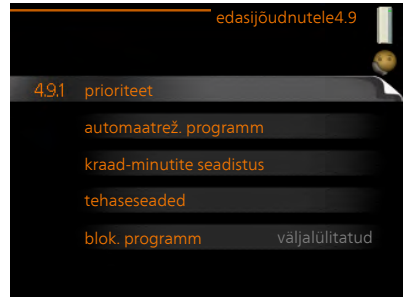 edasijõudnutele4.9
4.9.1 prioriteet
automaatrež. programm
kraad-minutite seadistus
tehaseseaded
blok. programm väljalülitatud